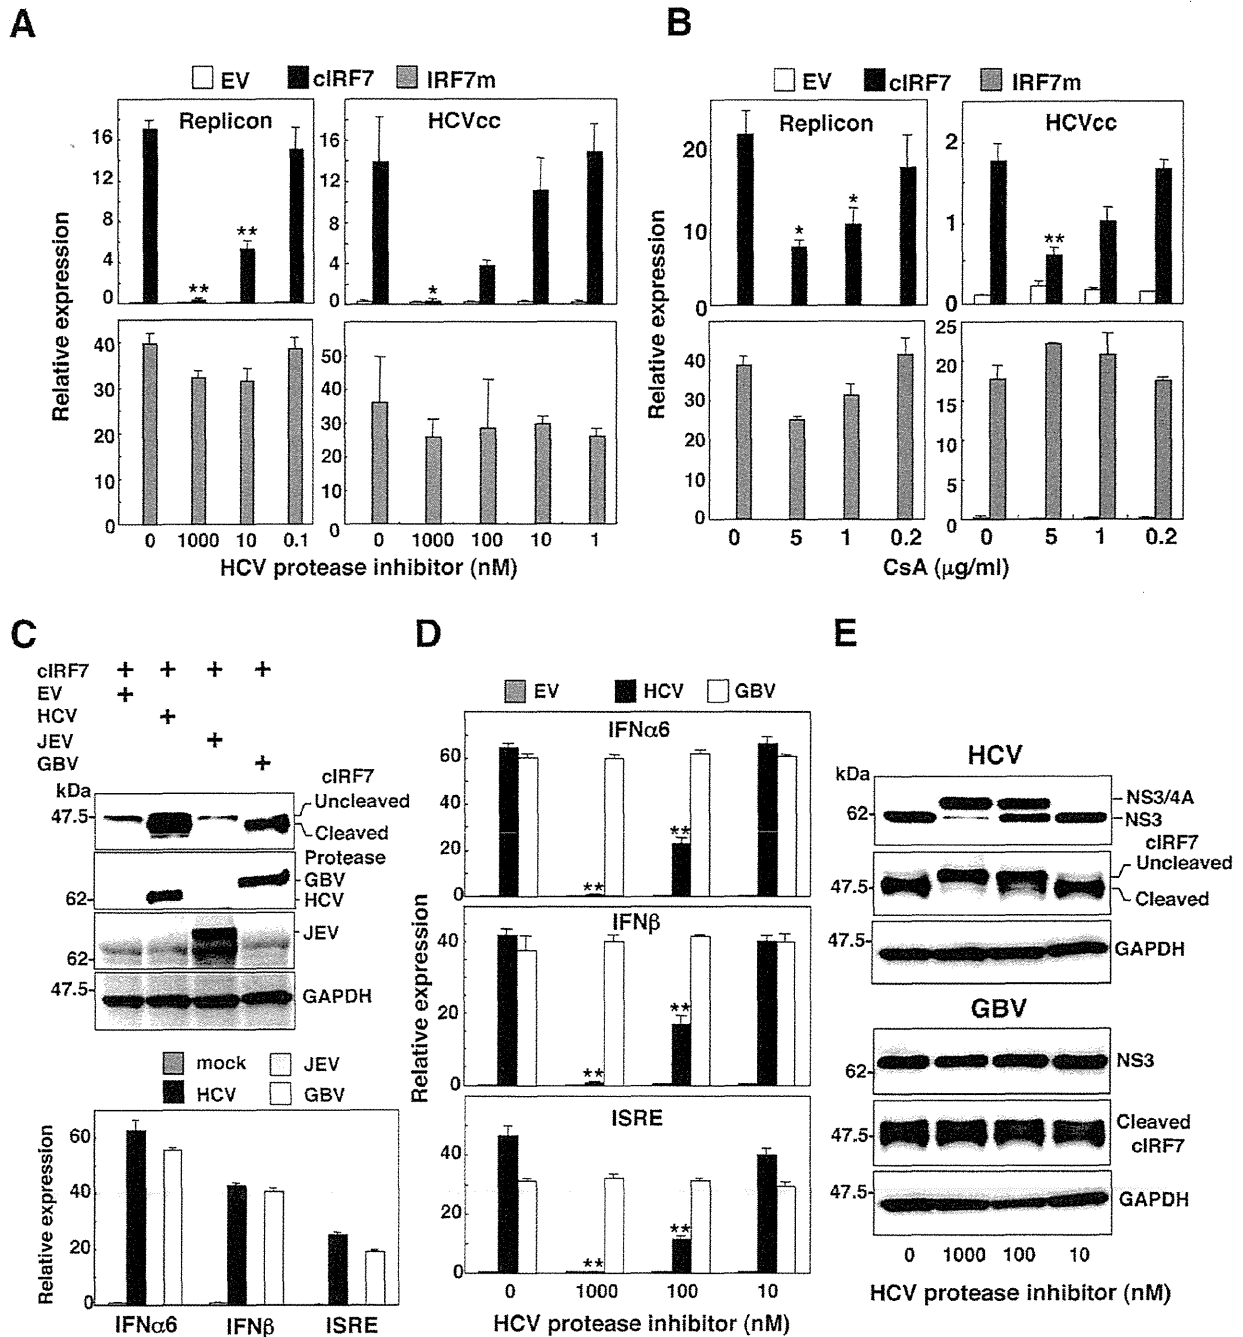 A
EV cIRF7 IRF7m
Relative expression
Replicon
16
12
8
4
0
**
**
HCVcc
16
12
8
4
0
*
40
30
20
10
0
50
40
30
20
10
0
0 1000 10 0.1
0 1000 100 10 1
HCV protease inhibitor (nM)
B
EV cIRF7 IRF7m
Relative expression
Replicon
20
10
0
*
*
HCVcc
2
1
0
**
40
30
20
10
0
25
20
15
10
5
0
0 5 1 0.2
0 5 1 0.2
CsA (μg/ml)
C
cIRF7 + + + +
EV +
HCV +
JEV +
GBV +
kDa
cIRF7
47.5
Uncleaved
Cleaved
Protease
GBV
62
HCV
JEV
62
47.5
GAPDH
mock JEV
HCV GBV
Relative expression
60
40
20
0
IFNα6 IFNβ ISRE
D
EV HCV GBV
Relative expression
IFNα6
60
40
20
0
**
**
IFNβ
40
20
0
**
**
ISRE
40
20
0
**
**
0 1000 100 10
HCV protease inhibitor (nM)
E
HCV
kDa
62
NS3/4A
NS3
cIRF7
Uncleaved
47.5
Cleaved
47.5
GAPDH
GBV
NS3
62
47.5
Cleaved
cIRF7
47.5
GAPDH
0 1000 100 10
HCV protease inhibitor (nM)